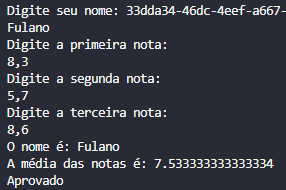 Digite seu nome: 33dda34-46dc-4eef-a667-
Fulano
Digite a primeira nota:
8,3
Digite a segunda nota:
5,7
Digite a terceira nota:
8,6
O nome é: Fulano
A média das notas é: 7.533333333333334
Aprovado